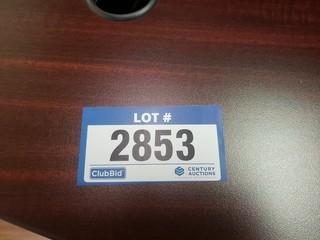 LOT #
2853
ClubBid
CENTURY
AUCTIONS